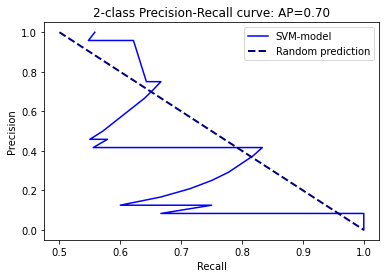 2-class Precision-Recall curve: AP=0.70
SVM-model
Random prediction
Precision
1.0
0.8
0.6
0.4
0.2
0.0
0.5 0.6 0.7 0.8 0.9 1.0
Recall